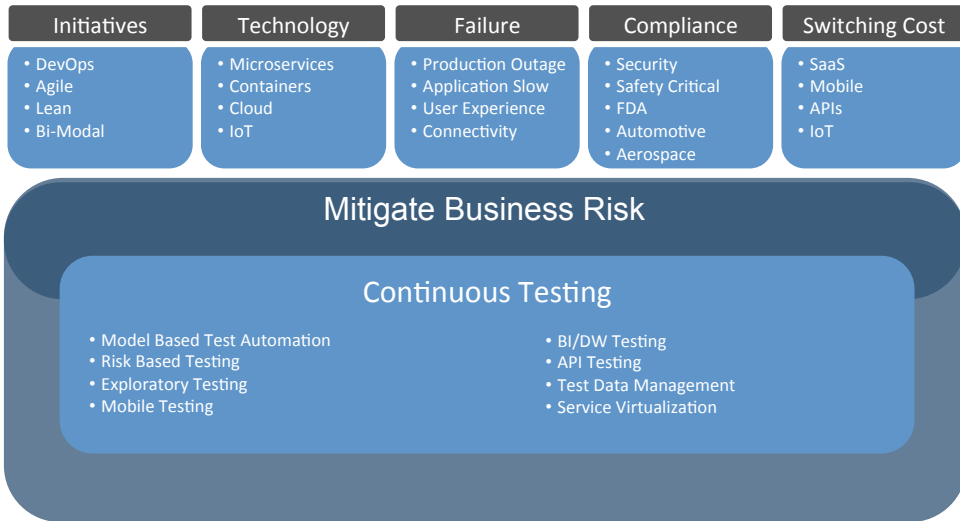 Initiatives
• DevOps
• Agile
• Lean
• Bi-Modal
Technology
• Microservices
• Containers
• Cloud
• IoT
Failure
• Production Outage
• Application Slow
• User Experience
• Connectivity
Compliance
• Security
• Safety Critical
• FDA
• Automotive
• Aerospace
Switching Cost
• SaaS
• Mobile
• APIs
• IoT
Mitigate Business Risk
Continuous Testing
• Model Based Test Automation
• Risk Based Testing
• Exploratory Testing
• Mobile Testing
• BI/DW Testing
• API Testing
• Test Data Management
• Service Virtualization